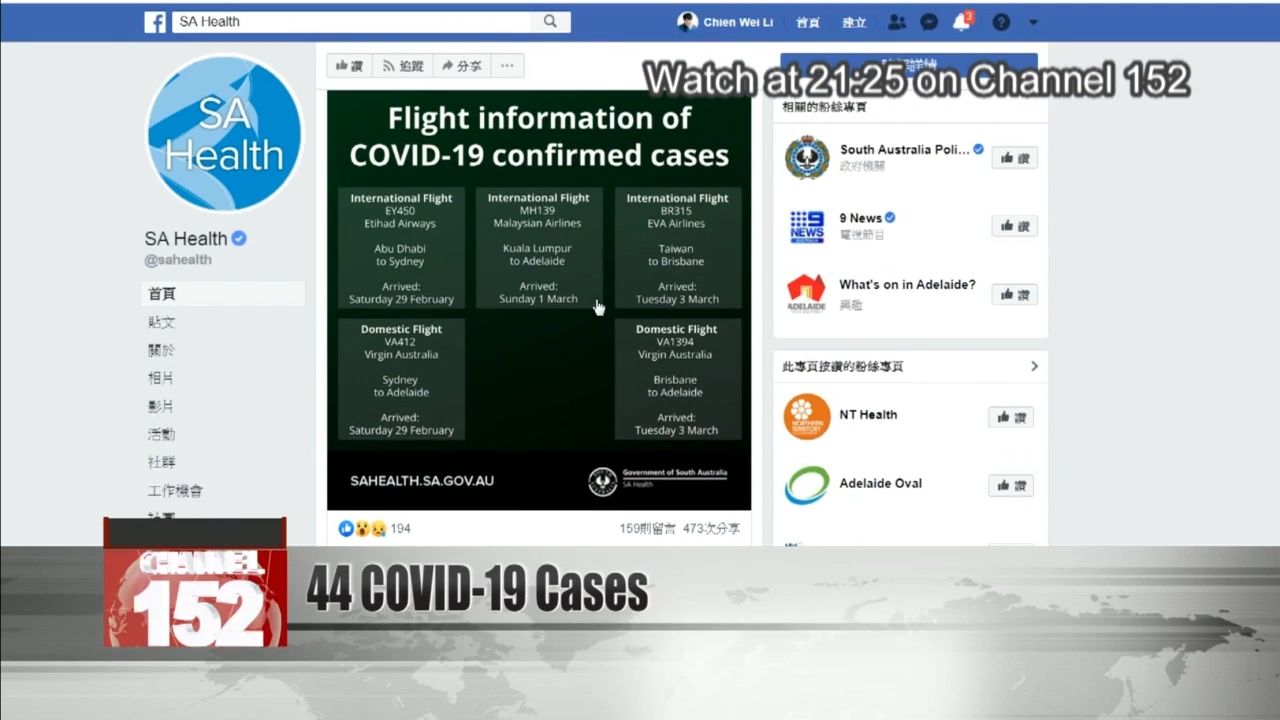 SA Health
Chien Wei Li
首頁
建立
3
Watch at 21:25 on Channel 152
SA
Health
SA Health
@sahealth
首頁
貼文
關於
相片
影片
活動
社群
工作機會
讚
追蹤
分享
Flight information of
COVID-19 confirmed cases
International Flight
EY450
Etihad Airways
Abu Dhabi
to Sydney
Arrived:
Saturday 29 February
International Flight
MH139
Malaysian Airlines
Kuala Lumpur
to Adelaide
Arrived:
Sunday 1 March
International Flight
BR315
EVA Airlines
Taiwan
to Brisbane
Arrived:
Tuesday 3 March
Domestic Flight
VA412
Virgin Australia
Sydney
to Adelaide
Arrived:
Saturday 29 February
Domestic Flight
VA1394
Virgin Australia
Brisbane
to Adelaide
Arrived:
Tuesday 3 March
SAHEALTH.SA.GOV.AU
Government of South Australia
SA Health
194
159則留言 473次分享
相關的粉絲專頁
South Australia Poli...
政府機關
讚
9 News
電視節目
讚
What's on in Adelaide?
興趣
讚
此專頁按讚的粉絲專頁
NT Health
讚
Adelaide Oval
讚
9
NEWS
ADELAIDE
NORTHERN
TERRITORY
CHANNEL
152
44 COVID-19 Cases